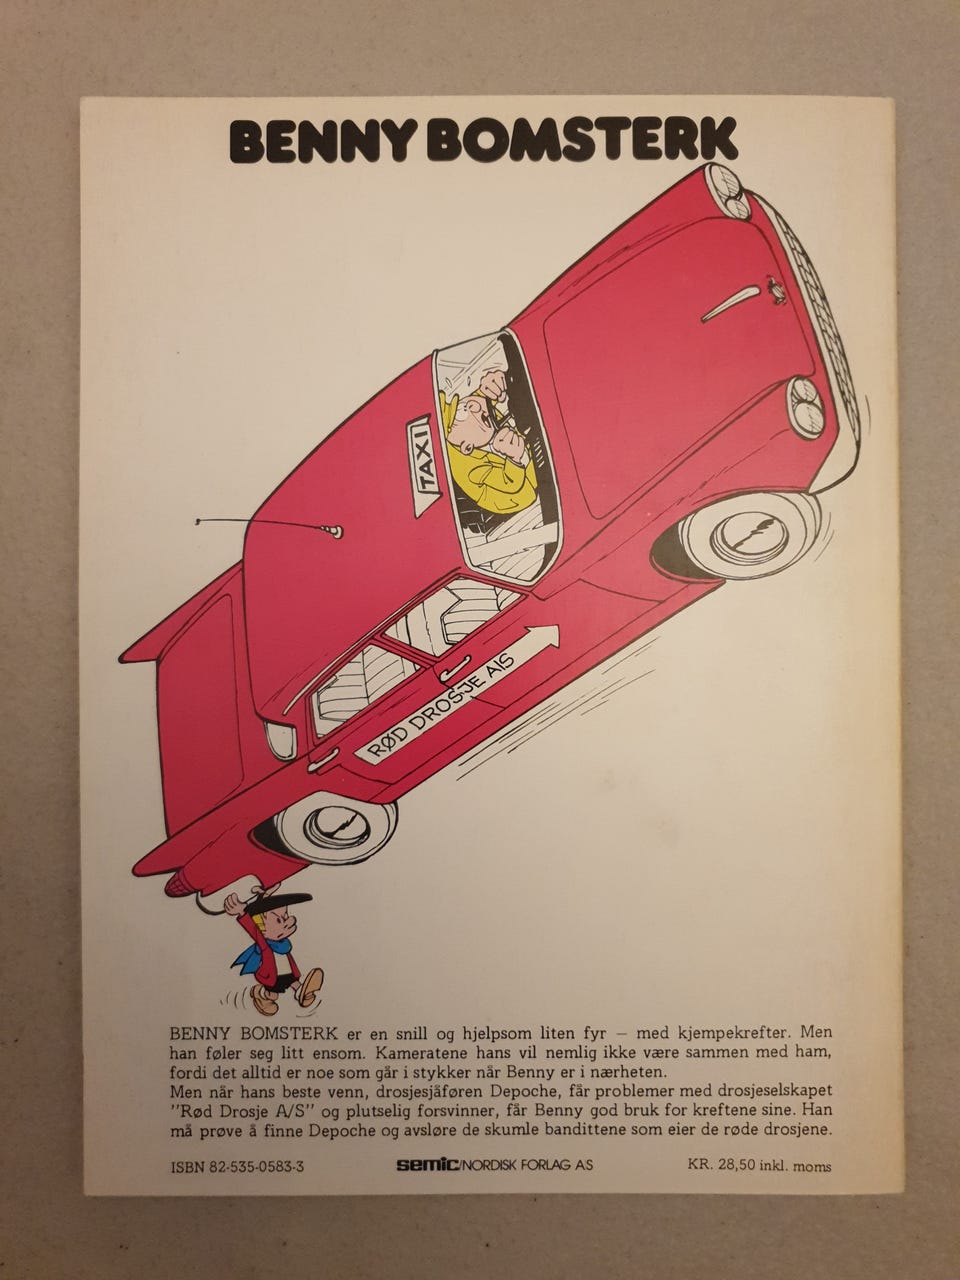 BENNY BOMSTERK
TAXI
RØD DROSJE A/S
BENNY BOMSTERK er en snill og hjelpsom liten fyr — med kjempekrefter. Men
han føler seg litt ensom. Kameratene hans vil nemlig ikke være sammen med ham,
fordi det alltid er noe som går i stykker når Benny er i nærheten.
Men når hans beste venn, drosjesjåføren Depoche, får problemer med drosjeselskapet
"Rød Drosje A/S" og plutselig forsvinner, får Benny god bruk for kreftene sine. Han
må prøve å finne Depoche og avsløre de skumle bandittene som eier de røde drosjene.
ISBN 82-535-0583-3 semic/NORDISK FORLAG AS KR. 28,50 inkl. moms